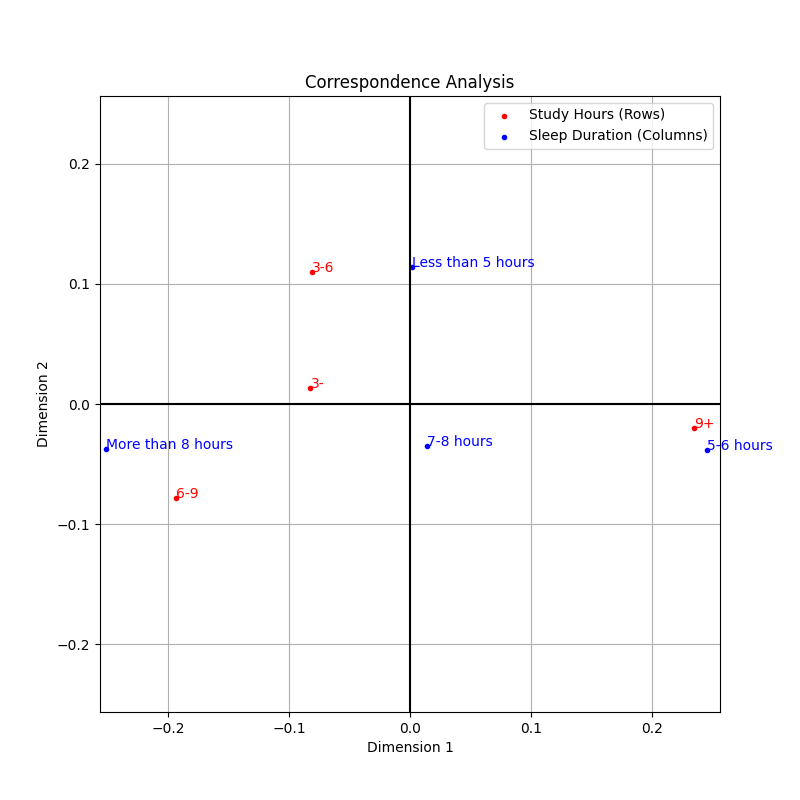 Correspondence Analysis
Study Hours (Rows)
Sleep Duration (Columns)
0.2
3-6
Less than 5 hours
0.1
3-
0.0
9+
More than 8 hours
7-8 hours
5-6 hours
6-9
−0.1
−0.2
−0.2
−0.1
0.0
0.1
0.2
Dimension 1
Dimension 2